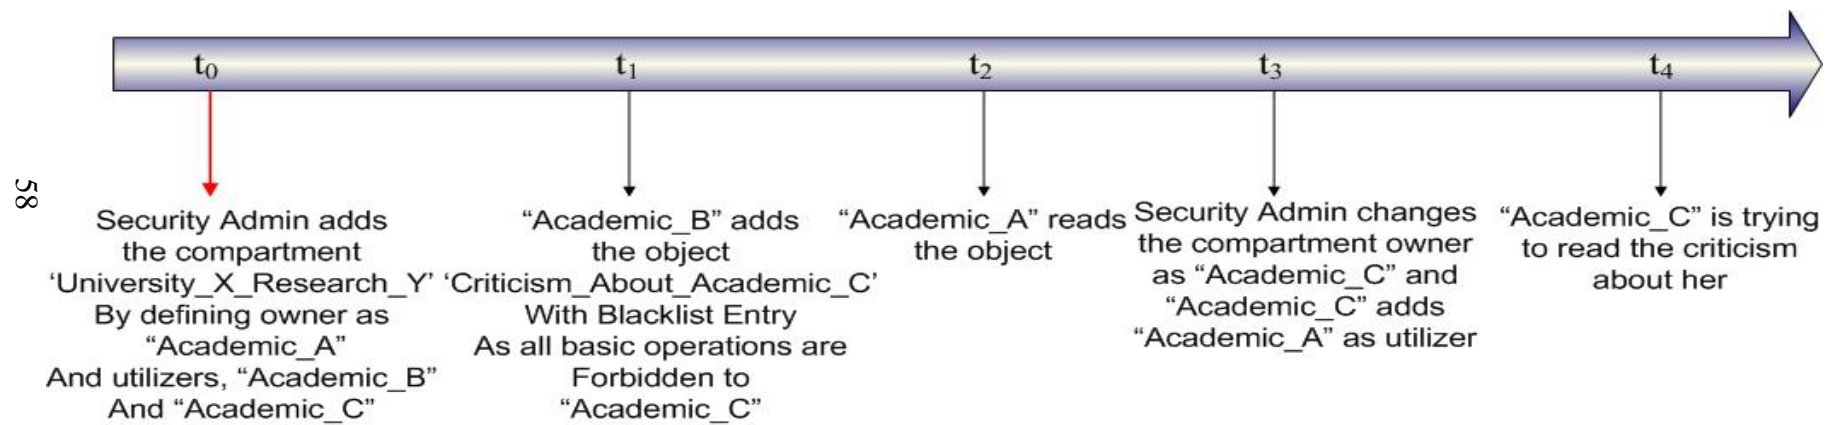 t0
t1
t2
t3
t4
58
Security Admin adds
the compartment
‘University_X_Research_Y’
By defining owner as
“Academic_A”
And utilizers, “Academic_B”
And “Academic_C”
“Academic_B” adds
the object
‘Criticism_About_Academic_C’
With Blacklist Entry
As all basic operations are
Forbidden to
“Academic_C”
“Academic_A” reads
the object
Security Admin changes
the compartment owner
as “Academic_C” and
“Academic_C” adds
“Academic_A” as utilizer
“Academic_C” is trying
to read the criticism
about her